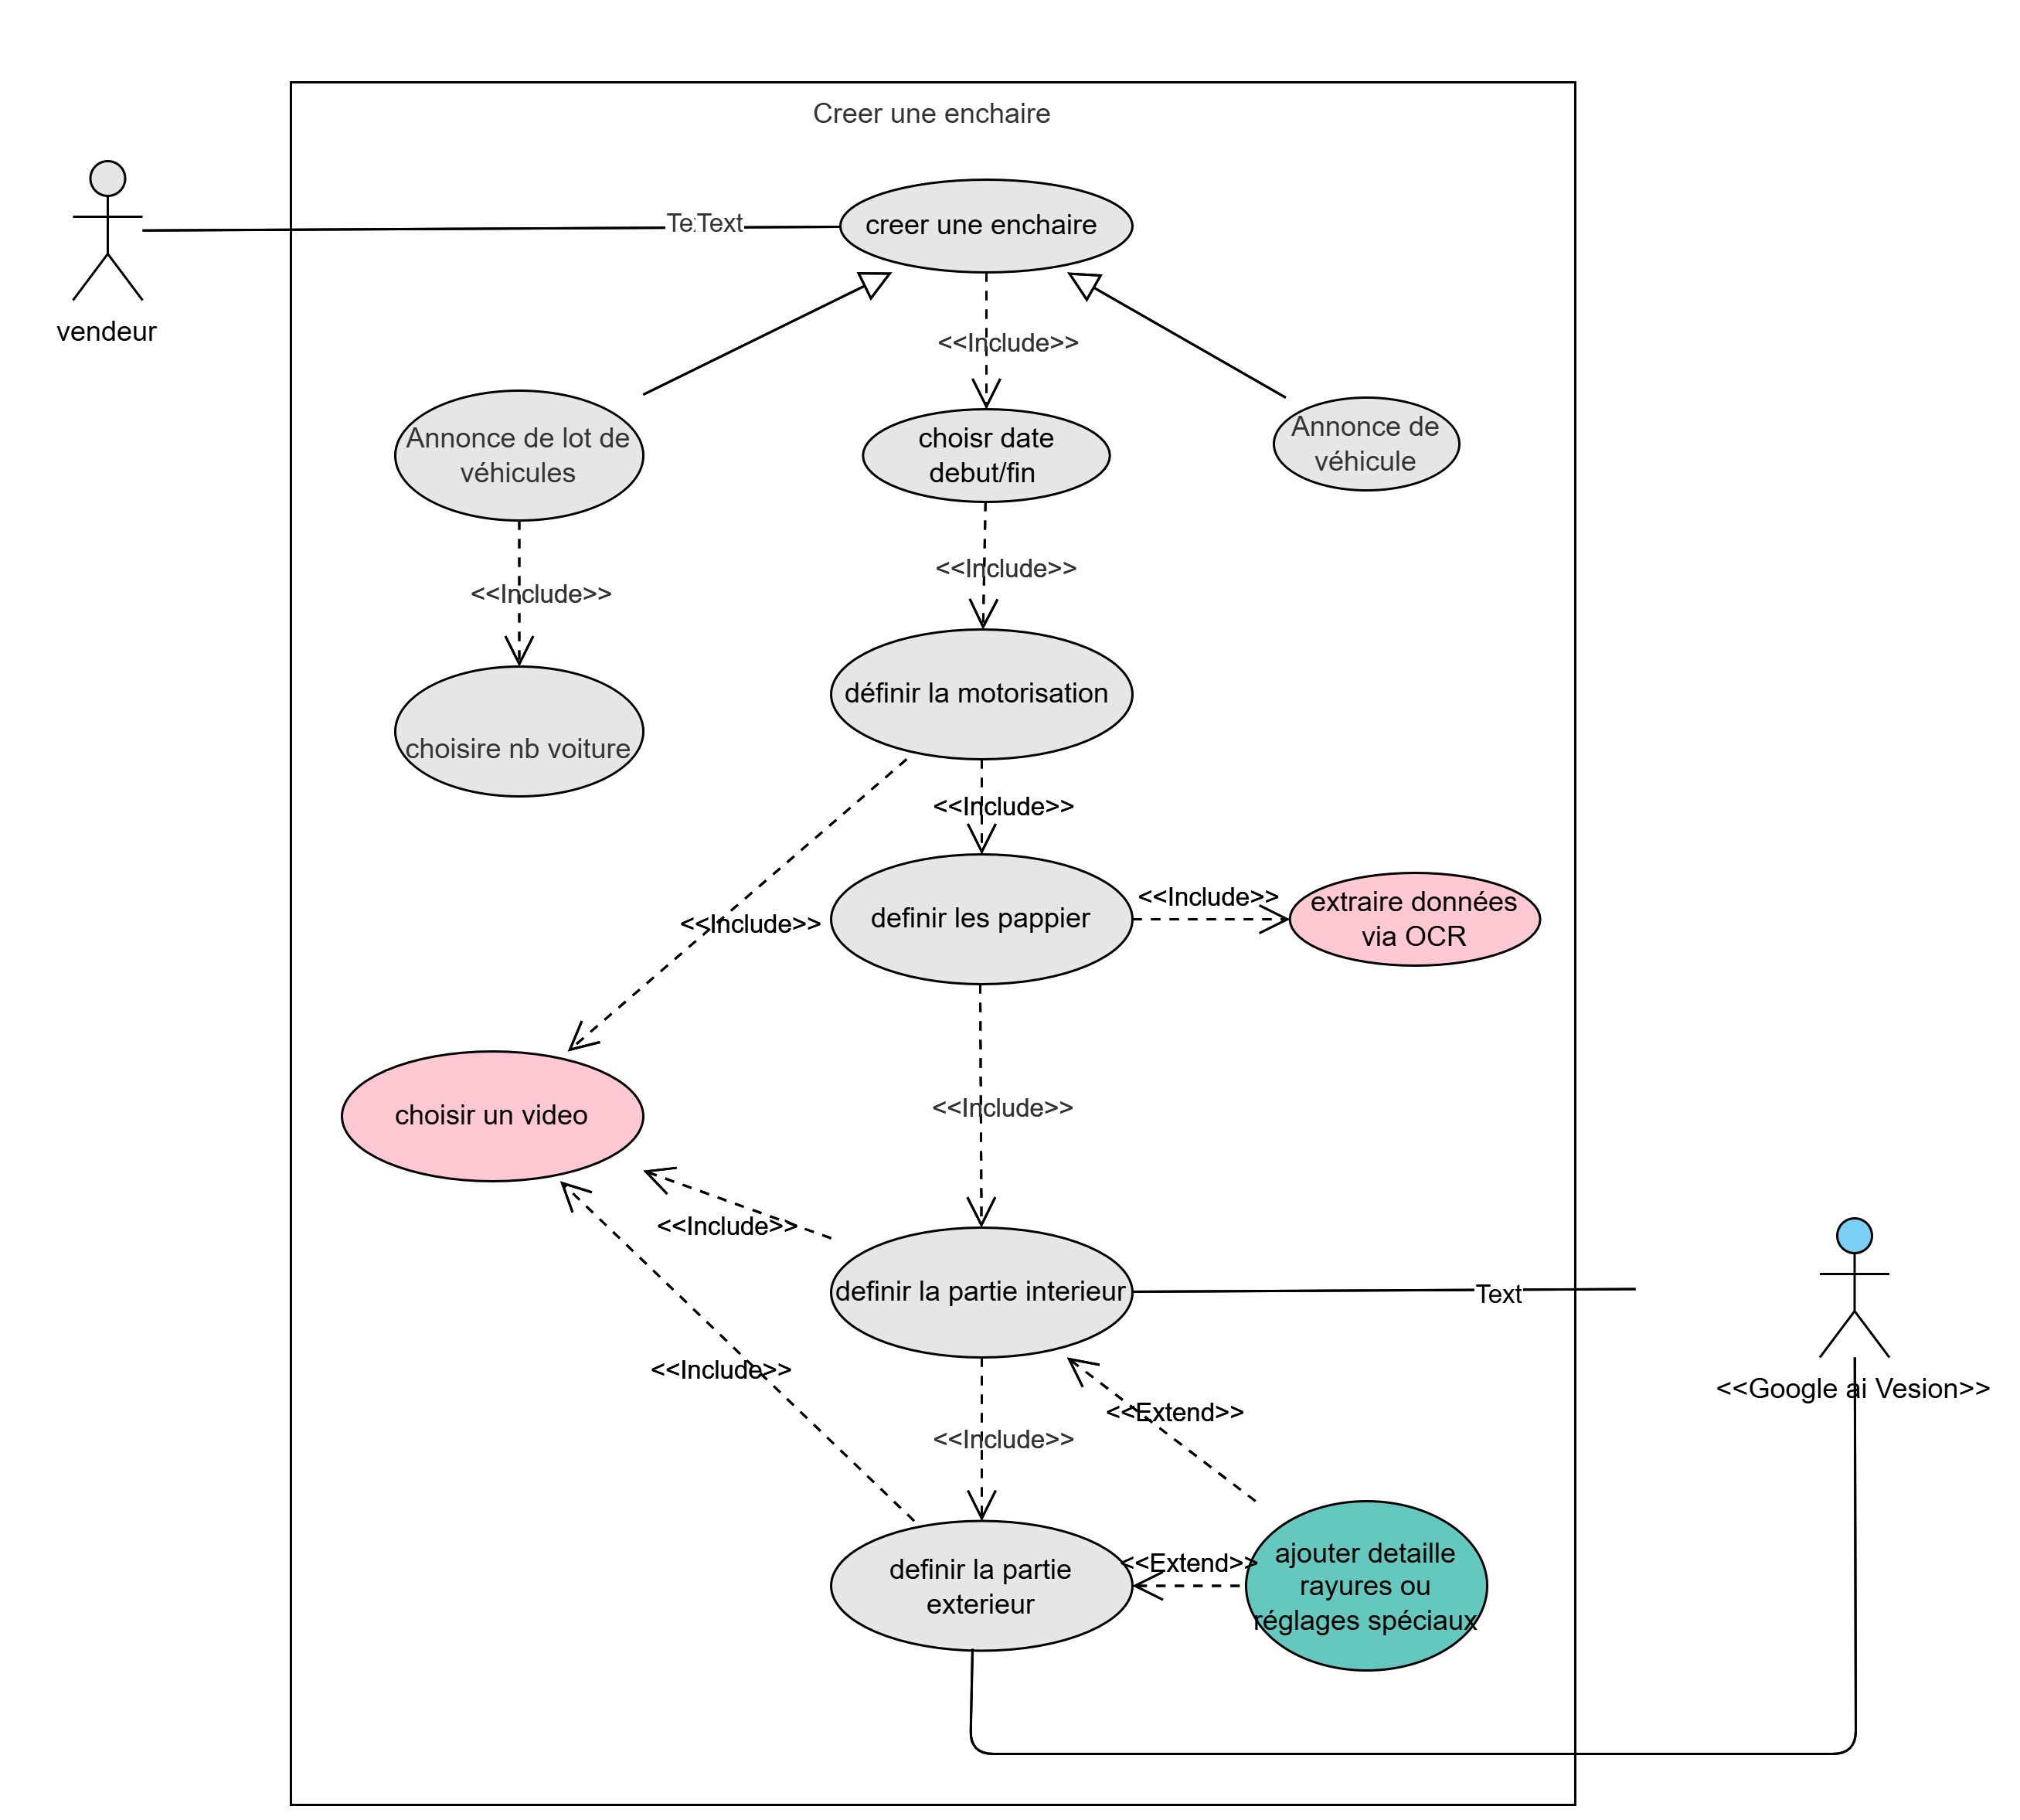 Creer une enchaire
vendeur
Te
Text
creer une enchaire
<<Include>>
Annonce de lot de
véhicules
choisr date
debut/fin
Annonce de
véhicule
<<Include>>
<<Include>>
choisire nb voiture
définir la motorisation
<<Include>>
<<Include>>
definir les pappier
<<Include>>
extraire données
via OCR
choisir un video
<<Include>>
<<Include>>
definir la partie interieur
Text
<<Google ai Vesion>>
<<Include>>
<<Extend>>
<<Include>>
definir la partie
exterieur
<<Extend>>
ajouter detaille
rayures ou
réglages spéciaux